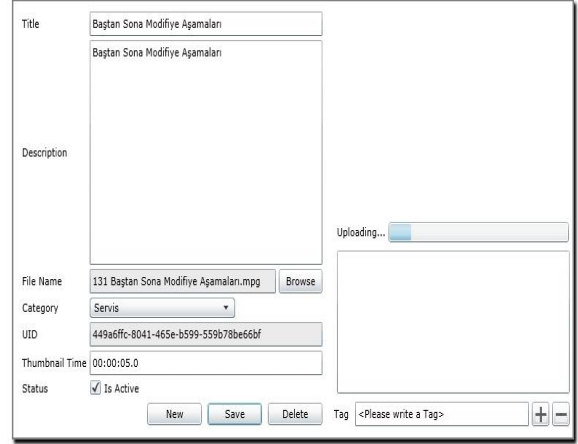 Title Baştan Sona Modifiye Aşamaları
Description Baştan Sona Modifiye Aşamaları
File Name 131 Baştan Sona Modifiye Aşamaları.mpg Browse
Category Servis
UID 449a6ffc-8041-465e-b599-559b78be66bf
Thumbnail Time 00:00:05.0
Status Is Active
New Save Delete
Uploading...
Tag <Please write a Tag> + −